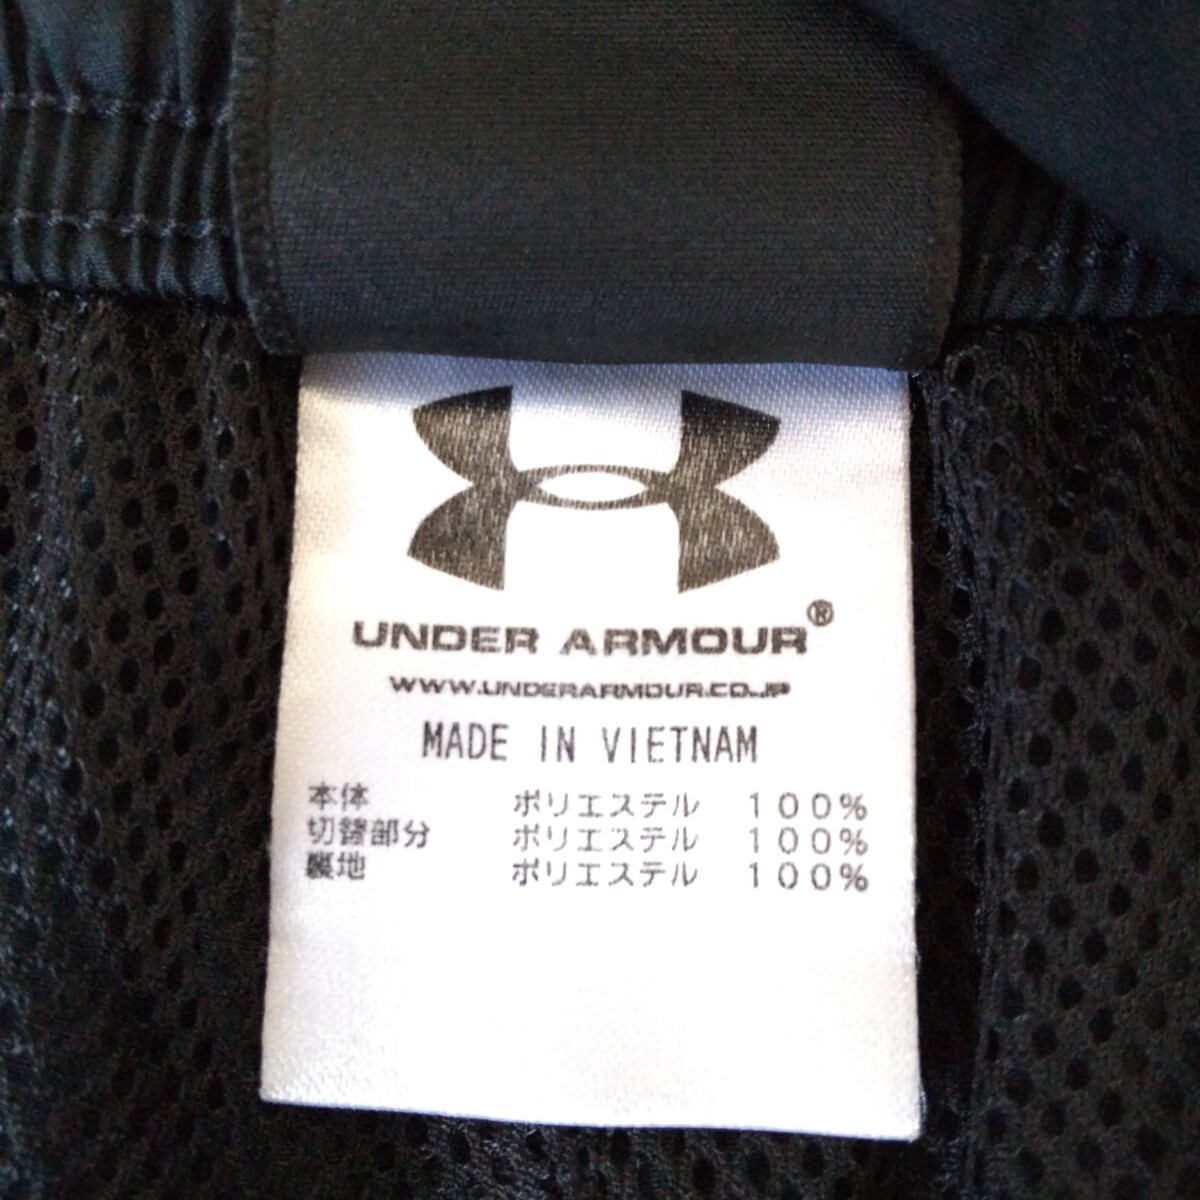 UNDER ARMOUR®
WWW.UNDERARMOUR.CO.JP
MADE IN VIETNAM
本体 ポリエステル 100%
切替部分 ポリエステル 100%
裏地 ポリエステル 100%